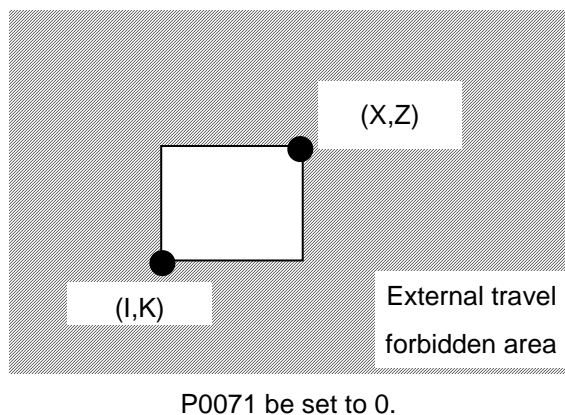 (X,Z)
(I,K)
External travel
forbidden area
P0071 be set to 0.